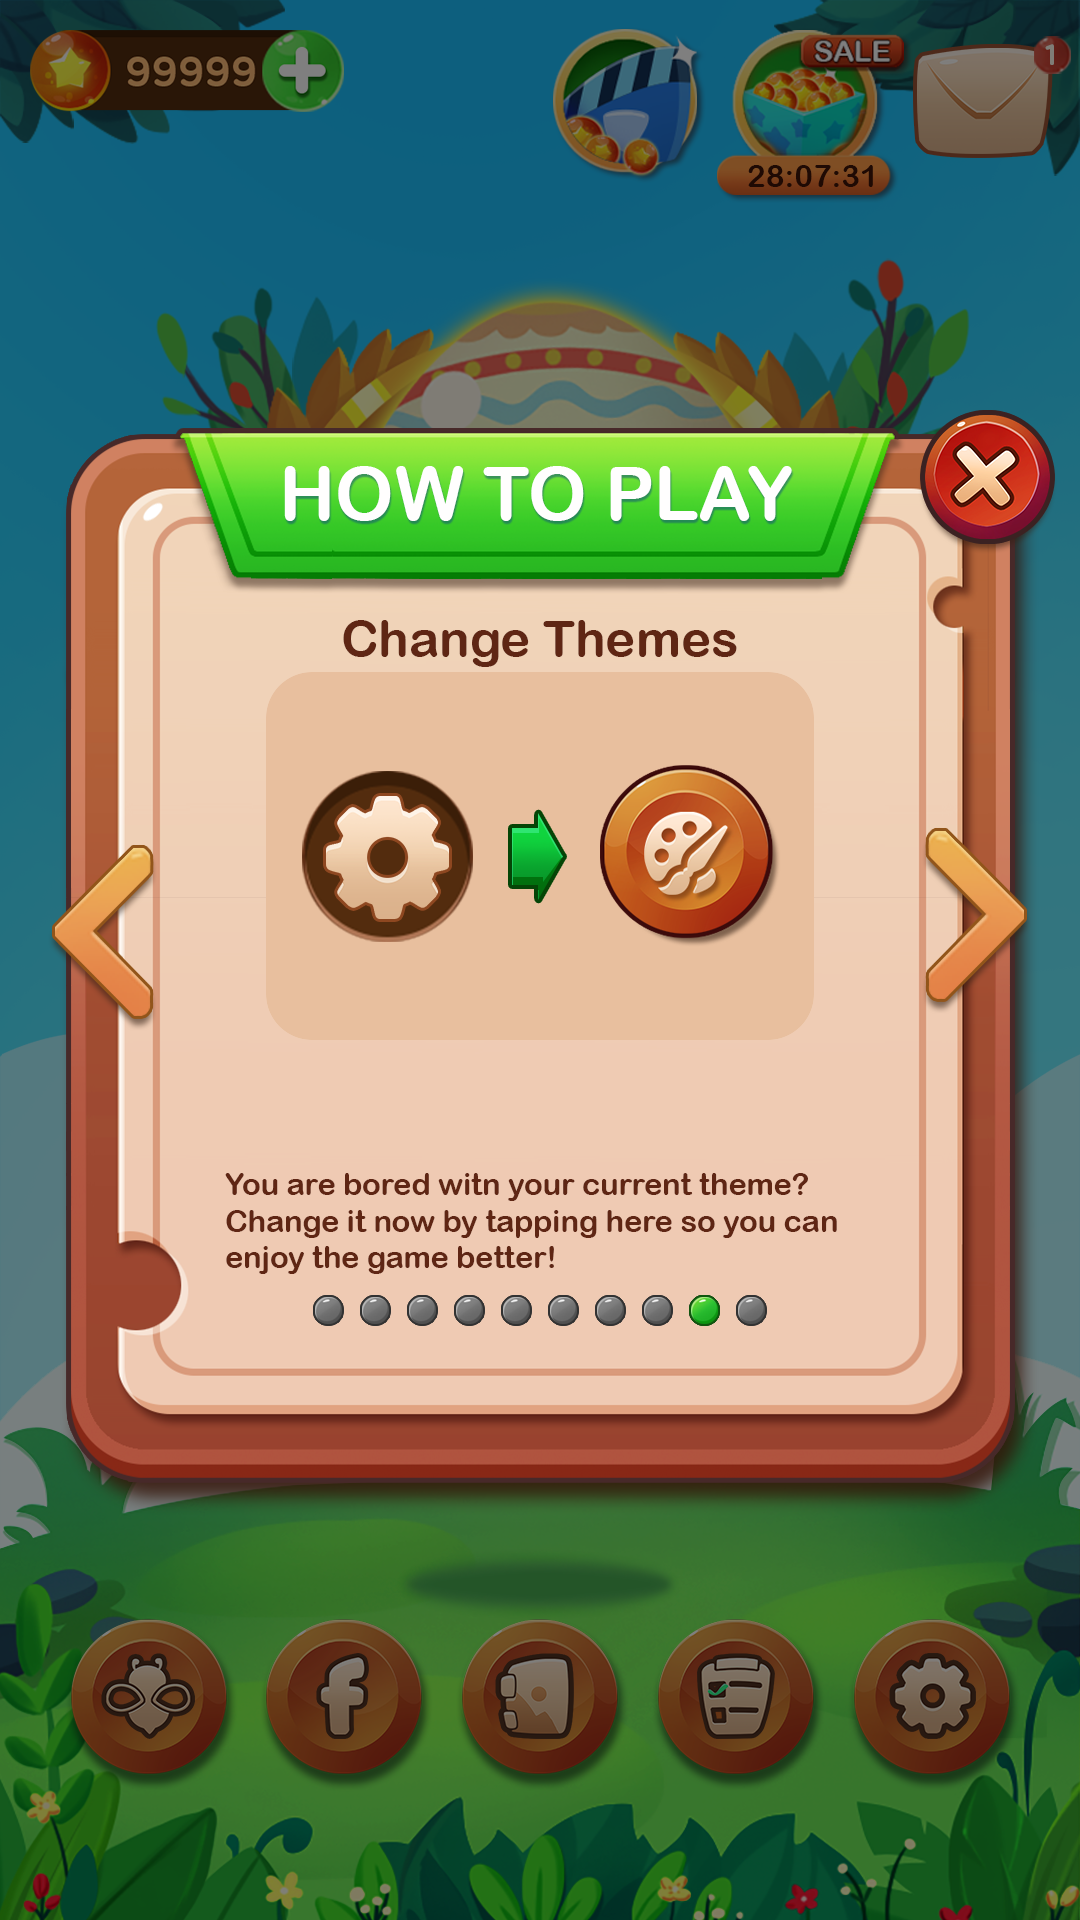 99999
SALE
1
28:07:31
HOW TO PLAY
Change Themes
You are bored witn your current theme?
Change it now by tapping here so you can
enjoy the game better!
f